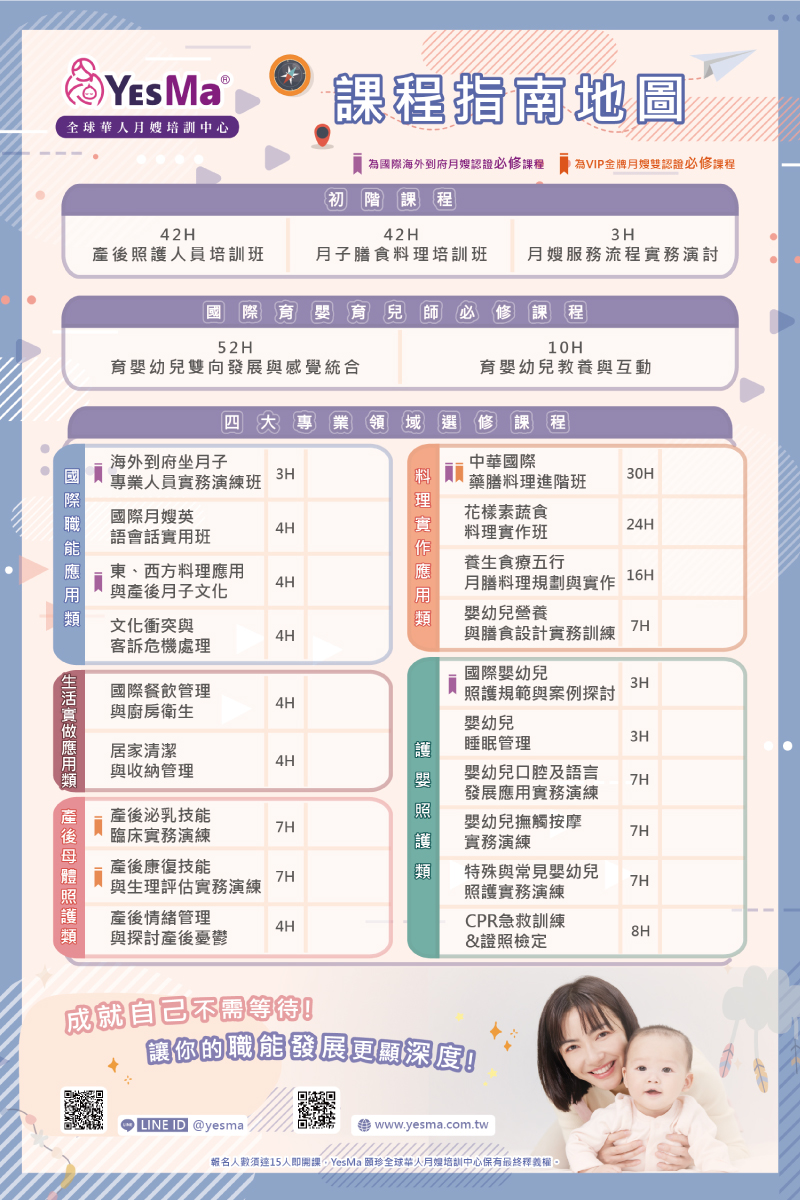 YESMa®
全球華人月嫂培訓中心
課程指南地圖
為國際海外到府月嫂認證必修課程
為VIP金牌月嫂雙認證必修課程
初階課程
42H
產後照護人員培訓班
42H
月子膳食料理培訓班
3H
月嫂服務流程實務演討
國際育嬰育兒師必修課程
52H
育嬰幼兒雙向發展與感覺統合
10H
育嬰幼兒教養與互動
四大專業領域選修課程
國際職能應用類
海外到府坐月子
專業人員實務演練班
3H
國際月嫂英
語會話實用班
4H
東、西方料理應用
與產後月子文化
4H
文化衝突與
客訴危機處理
4H
生活實做應用類
國際餐飲管理
與廚房衛生
4H
居家清潔
與收納管理
4H
產後母體照護類
產後泌乳技能
臨床實務演練
7H
產後康復技能
與生理評估實務演練
7H
產後情緒管理
與探討產後憂鬱
4H
料理實作應用類
中華國際
藥膳料理進階班
30H
花樣素蔬食
料理實作班
24H
養生食療五行
月膳料理規劃與實作
16H
嬰幼兒營養
與膳食設計實務訓練
7H
護嬰照護類
國際嬰幼兒
照護規範與案例探討
3H
嬰幼兒
睡眠管理
3H
嬰幼兒口腔及語言
發展應用實務演練
7H
嬰幼兒撫觸按摩
實務演練
7H
特殊與常見嬰幼兒
照護實務演練
7H
CPR急救訓練
&證照檢定
8H
成就自己不需等待!
讓你的職能發展更顯深度!
LINE ID @yesma
www.yesma.com.tw
報名人數須達15人即開課，YesMa 頤珍全球華人月嫂培訓中心保有最終釋義權。